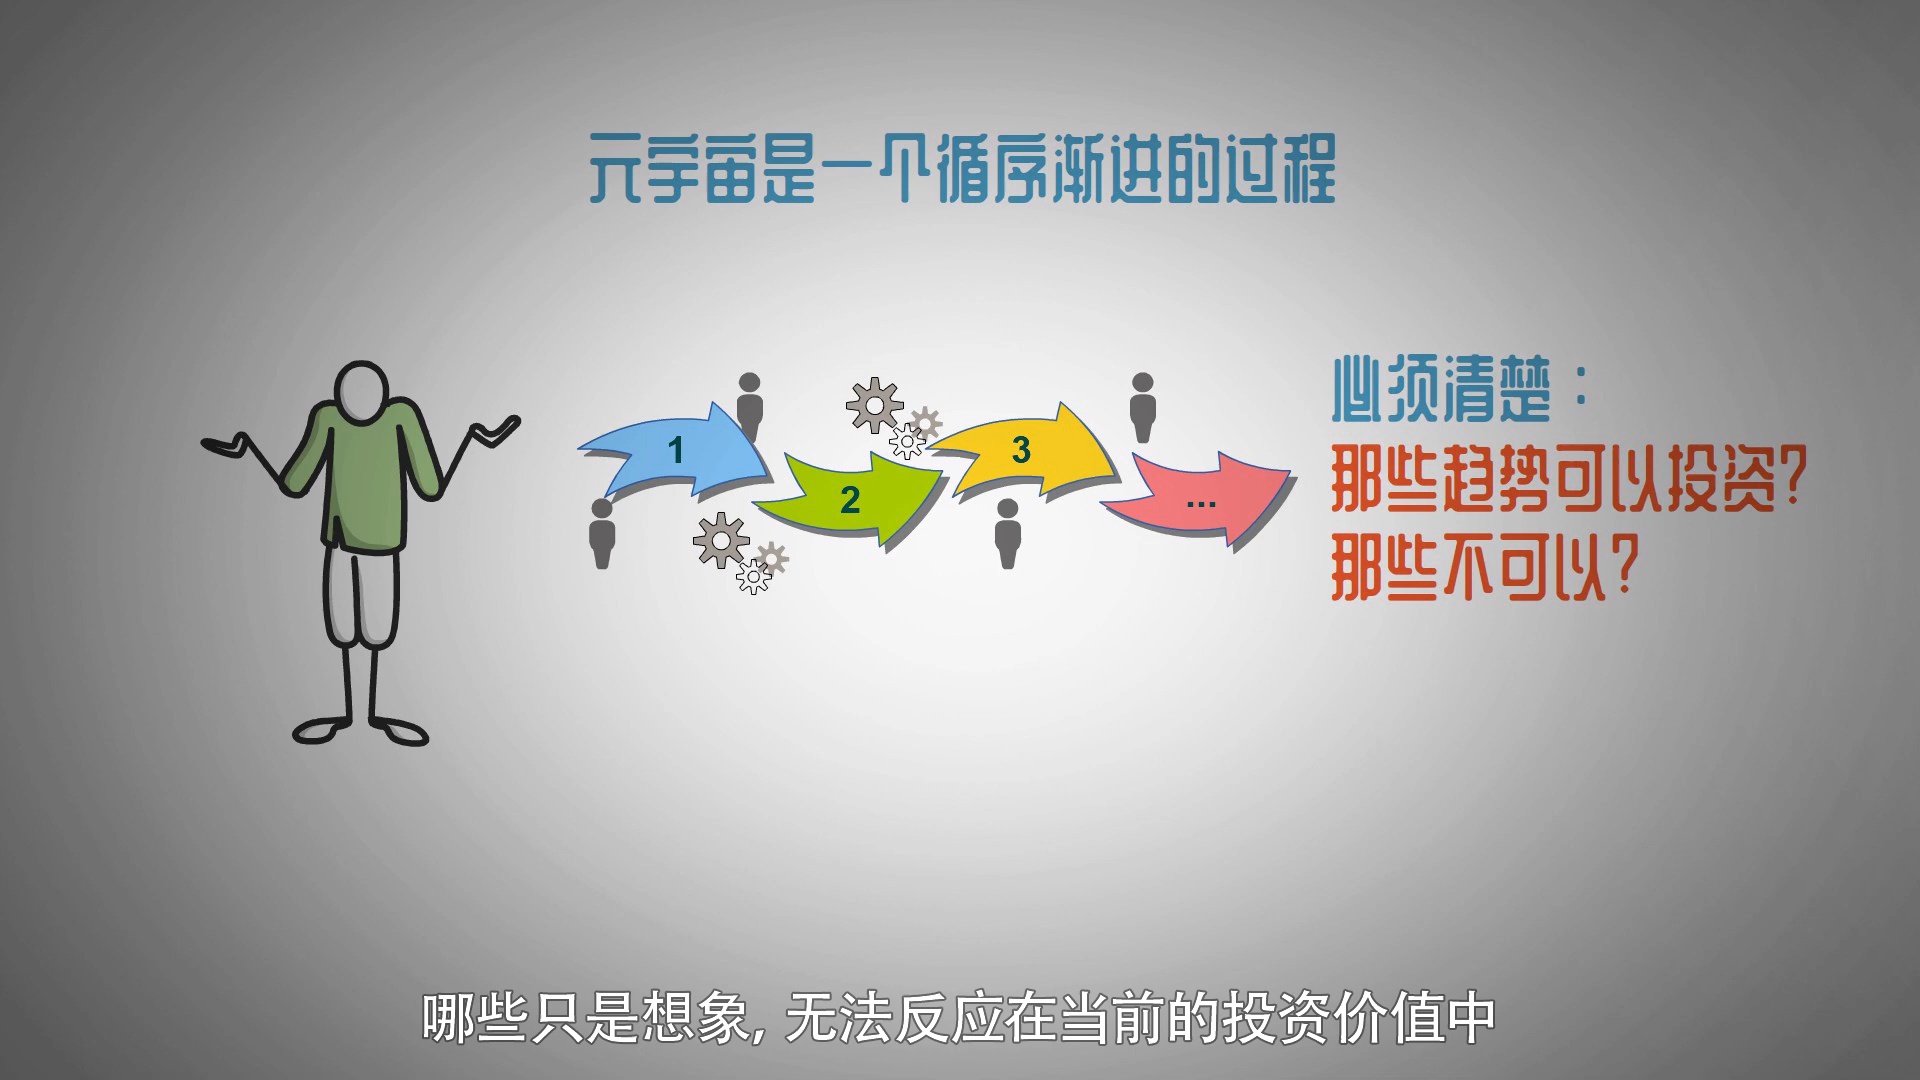 元宇宙是一个循序渐进的过程
1
2
3
...
必须清楚：
那些趋势可以投资?
那些不可以?
哪些只是想象, 无法反应在当前的投资价值中